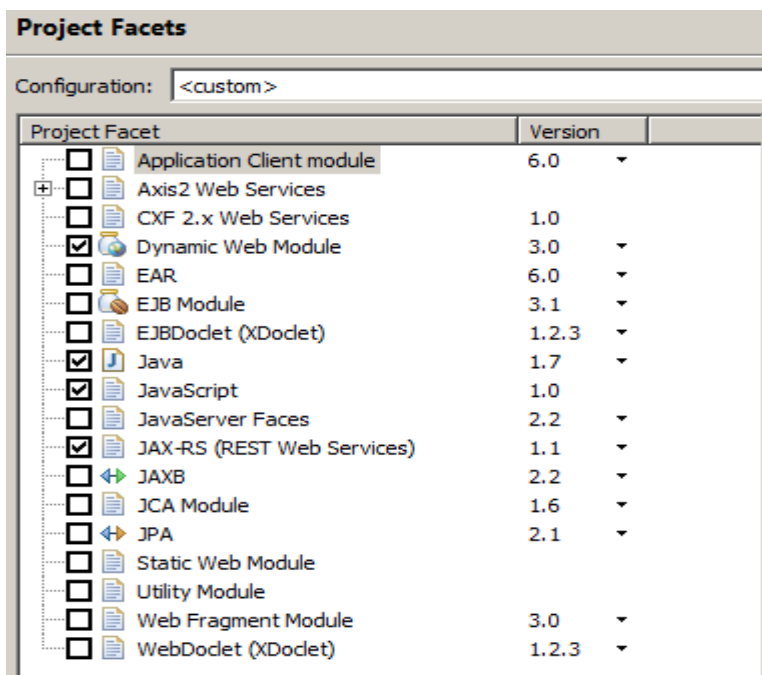 Project Facets
Configuration: <custom>
Project Facet Version
Application Client module 6.0
Axis2 Web Services
CXF 2.x Web Services 1.0
Dynamic Web Module 3.0
EAR 6.0
EJB Module 3.1
EJBDoclet (XDoclet) 1.2.3
Java 1.7
JavaScript 1.0
JavaServer Faces 2.2
JAX-RS (REST Web Services) 1.1
JAXB 2.2
JCA Module 1.6
JPA 2.1
Static Web Module
Utility Module
Web Fragment Module 3.0
WebDoclet (XDoclet) 1.2.3